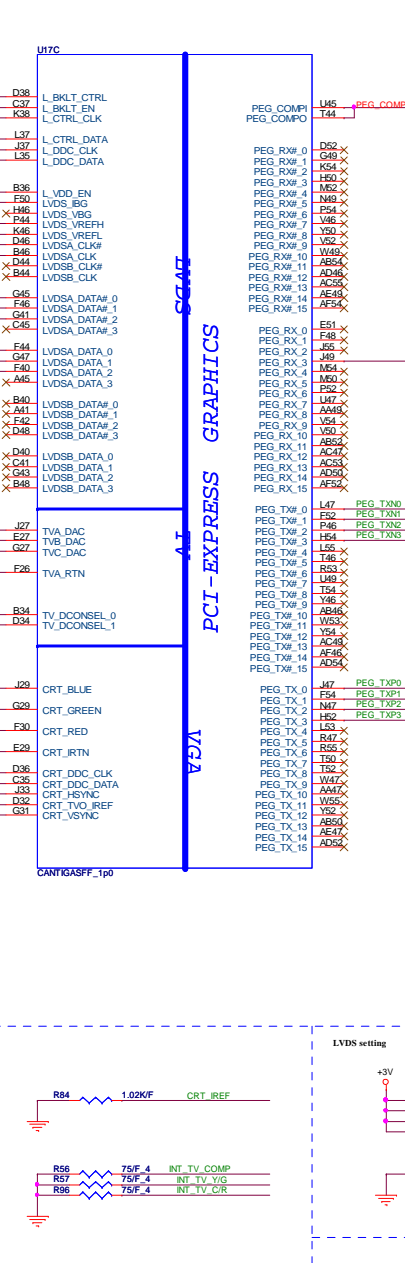 U17C
D38 L_BKLT_CTRL
C37 L_BKLT_EN
K38 L_CTRL_CLK
L37 L_CTRL_DATA
J37 L_DDC_CLK
L35 L_DDC_DATA
B36 L_VDD_EN
F50 LVDS_IBG
H46 LVDS_VBG
P44 LVDS_VREFH
K46 LVDS_VREFL
D46 LVDSA_CLK#
B46 LVDSA_CLK
D44 LVDSB_CLK#
B44 LVDSB_CLK
G45 LVDSA_DATA#_0
F46 LVDSA_DATA#_1
G41 LVDSA_DATA#_2
C45 LVDSA_DATA#_3
F44 LVDSA_DATA_0
G47 LVDSA_DATA_1
F40 LVDSA_DATA_2
A45 LVDSA_DATA_3
B40 LVDSB_DATA#_0
A41 LVDSB_DATA#_1
F42 LVDSB_DATA#_2
D48 LVDSB_DATA#_3
D40 LVDSB_DATA_0
C41 LVDSB_DATA_1
G43 LVDSB_DATA_2
B48 LVDSB_DATA_3
J27 TVA_DAC
E27 TVB_DAC
G27 TVC_DAC
F26 TVA_RTN
B34 TV_DCONSEL_0
D34 TV_DCONSEL_1
J29 CRT_BLUE
G29 CRT_GREEN
F30 CRT_RED
E29 CRT_IRTN
D36 CRT_DDC_CLK
C35 CRT_DDC_DATA
J33 CRT_HSYNC
D32 CRT_TVO_IREF
G31 CRT_VSYNC
LVDS
TV
VGA
PCI-EXPRESS GRAPHICS
PEG_COMPI U45 PEG_COMP
PEG_COMPO T44
PEG_RX#_0 D52
PEG_RX#_1 G49
PEG_RX#_2 K54
PEG_RX#_3 H50
PEG_RX#_4 M52
PEG_RX#_5 N49
PEG_RX#_6 P54
PEG_RX#_7 V46
PEG_RX#_8 Y50
PEG_RX#_9 V52
PEG_RX#_10 W49
PEG_RX#_11 AB54
PEG_RX#_12 AD46
PEG_RX#_13 AC55
PEG_RX#_14 AE49
PEG_RX#_15 AF54
PEG_RX_0 E51
PEG_RX_1 F48
PEG_RX_2 J55
PEG_RX_3 J49
PEG_RX_4 M54
PEG_RX_5 M50
PEG_RX_6 P52
PEG_RX_7 U47
PEG_RX_8 AA49
PEG_RX_9 V54
PEG_RX_10 V50
PEG_RX_11 AB52
PEG_RX_12 AC47
PEG_RX_13 AC53
PEG_RX_14 AD50
PEG_RX_15 AF52
PEG_TX#_0 L47 PEG_TXN0
PEG_TX#_1 F52 PEG_TXN1
PEG_TX#_2 P46 PEG_TXN2
PEG_TX#_3 H54 PEG_TXN3
PEG_TX#_4 L55
PEG_TX#_5 T46
PEG_TX#_6 R53
PEG_TX#_7 U49
PEG_TX#_8 T54
PEG_TX#_9 Y46
PEG_TX#_10 AB46
PEG_TX#_11 W53
PEG_TX#_12 Y54
PEG_TX#_13 AC49
PEG_TX#_14 AF46
PEG_TX#_15 AD54
PEG_TX_0 J47 PEG_TXP0
PEG_TX_1 F54 PEG_TXP1
PEG_TX_2 N47 PEG_TXP2
PEG_TX_3 H52 PEG_TXP3
PEG_TX_4 L53
PEG_TX_5 R47
PEG_TX_6 R55
PEG_TX_7 T50
PEG_TX_8 T52
PEG_TX_9 W47
PEG_TX_10 AA47
PEG_TX_11 W55
PEG_TX_12 Y52
PEG_TX_13 AB50
PEG_TX_14 AE47
PEG_TX_15 AD52
CANTIGASFF_1p0
LVDS setting
+3V
R84 1.02K/F CRT_IREF
R56 75/F_4 INT_TV_COMP
R57 75/F_4 INT_TV_Y/G
R96 75/F_4 INT_TV_C/R